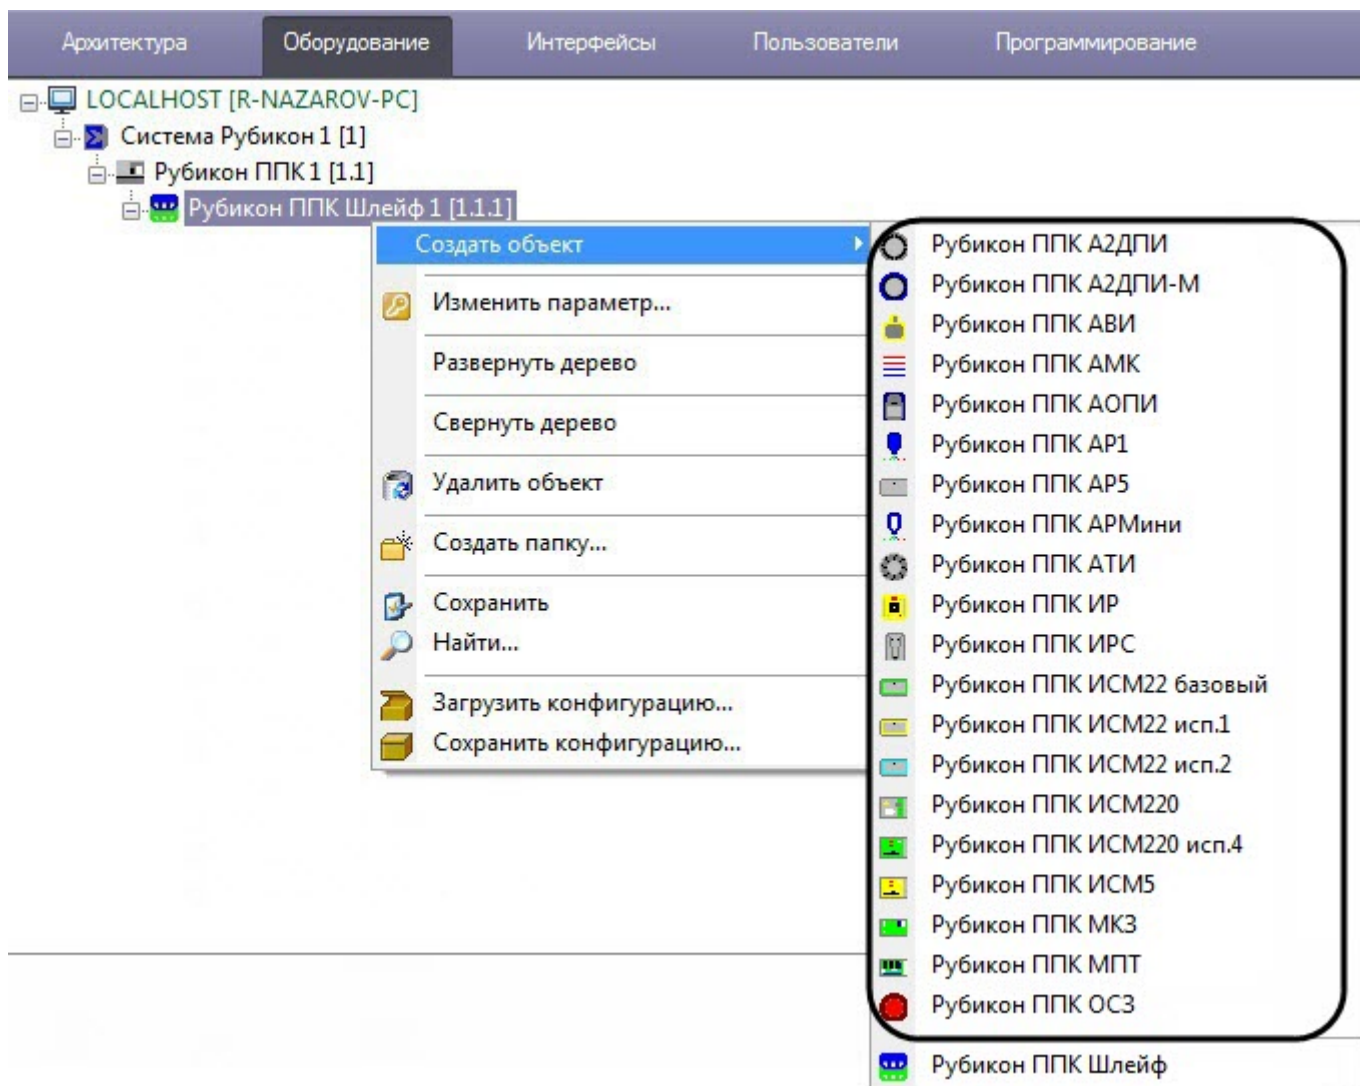 Архитектура Оборудование Интерфейсы Пользователи Программирование
LOCALHOST [R-NAZAROV-PC]
Система Рубикон 1 [1]
Рубикон ППК 1 [1.1]
Рубикон ППК Шлейф 1 [1.1.1]
Создать объект
Изменить параметр...
Развернуть дерево
Свернуть дерево
Удалить объект
Создать папку...
Сохранить
Найти...
Загрузить конфигурацию...
Сохранить конфигурацию...
Рубикон ППК А2ДПИ
Рубикон ППК А2ДПИ-М
Рубикон ППК АВИ
Рубикон ППК АМК
Рубикон ППК АОПИ
Рубикон ППК АР1
Рубикон ППК АР5
Рубикон ППК АРМини
Рубикон ППК АТИ
Рубикон ППК ИР
Рубикон ППК ИРС
Рубикон ППК ИСМ22 базовый
Рубикон ППК ИСМ22 исп.1
Рубикон ППК ИСМ22 исп.2
Рубикон ППК ИСМ220
Рубикон ППК ИСМ220 исп.4
Рубикон ППК ИСМ5
Рубикон ППК МКЗ
Рубикон ППК МПТ
Рубикон ППК ОСЗ
Рубикон ППК Шлейф